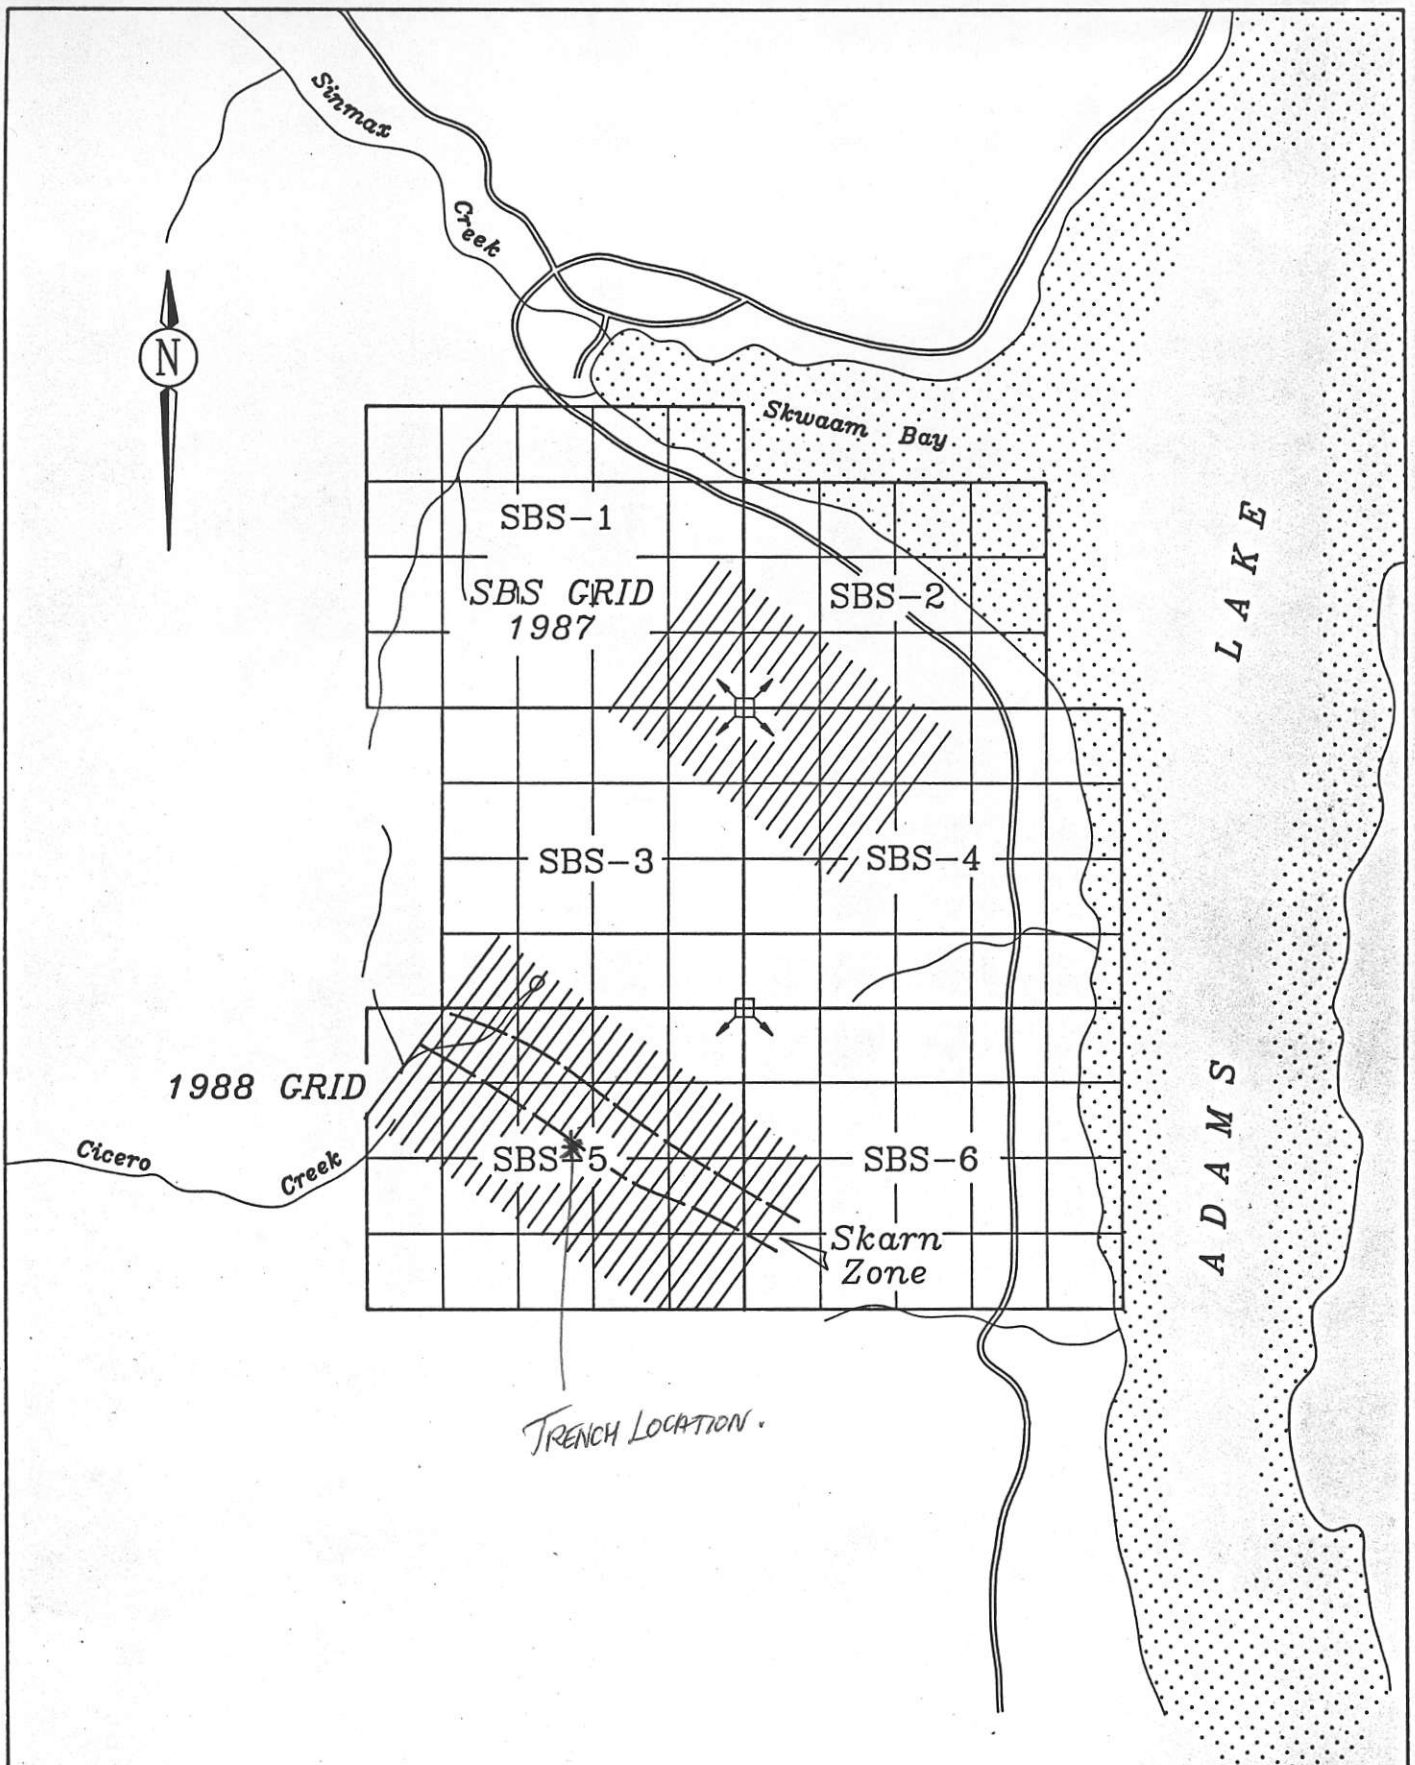 Sinmax
Creek
N
Skwaam Bay
SBS-1
SBS GRID
1987
SBS-2
LAKE
SBS-3
SBS-4
1988 GRID
ADAMS
Cicero
Creek
SBS-5
SBS-6
Skarn
Zone
TRENCH LOCATION.